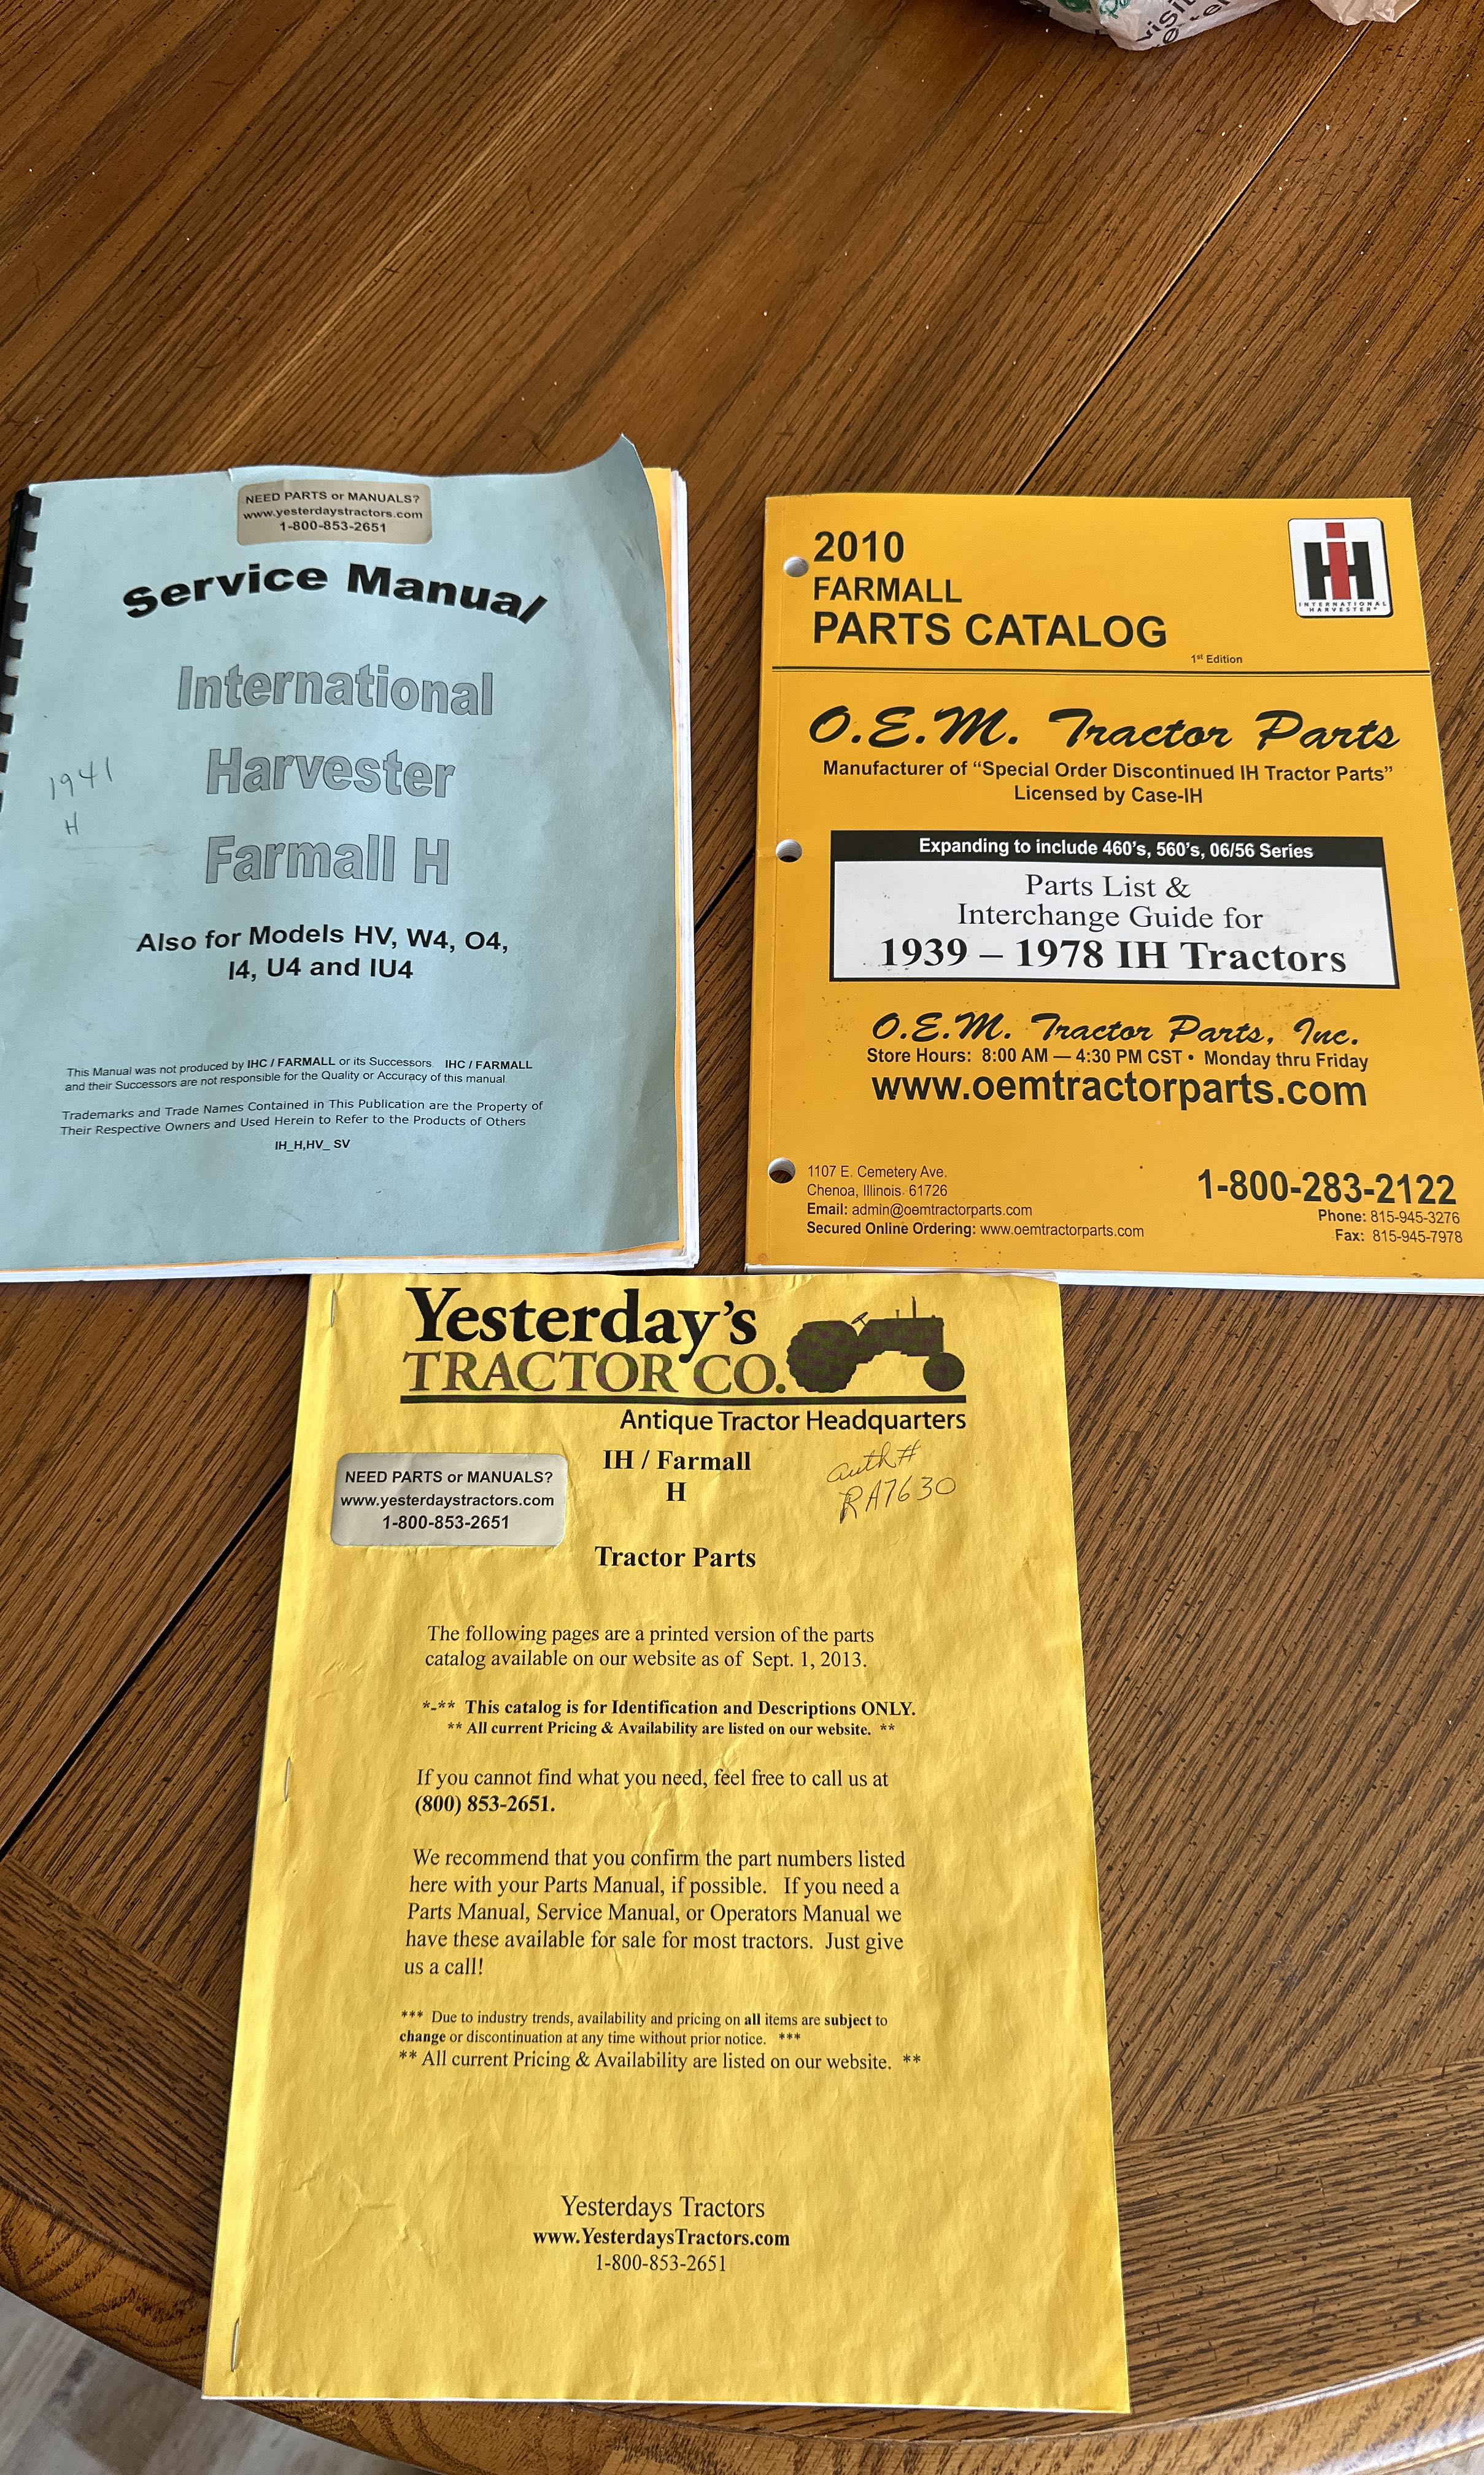 NEED PARTS or MANUALS?
www.yesterdaystractors.com
1-800-853-2651
Service Manual
International
Harvester
Farmall H
1941
H
Also for Models HV, W4, O4,
I4, U4 and IU4
This Manual was not produced by IHC / FARMALL or its Successors. IHC / FARMALL
and their Successors are not responsible for the Quality or Accuracy of this manual.
Trademarks and Trade Names Contained in This Publication are the Property of
Their Respective Owners and Used Herein to Refer to the Products of Others
IH_H,HV_ SV
2010
FARMALL
PARTS CATALOG
1st Edition
IH
INTERNATIONAL
HARVESTER®
O.E.M. Tractor Parts
Manufacturer of “Special Order Discontinued IH Tractor Parts”
Licensed by Case-IH
Expanding to include 460’s, 560’s, 06/56 Series
Parts List &
Interchange Guide for
1939 – 1978 IH Tractors
O.E.M. Tractor Parts, Inc.
Store Hours: 8:00 AM — 4:30 PM CST • Monday thru Friday
www.oemtractorparts.com
1107 E. Cemetery Ave.
Chenoa, Illinois 61726
Email: admin@oemtractorparts.com
Secured Online Ordering: www.oemtractorparts.com
1-800-283-2122
Phone: 815-945-3276
Fax: 815-945-7978
Yesterday’s
TRACTOR CO.
Antique Tractor Headquarters
NEED PARTS or MANUALS?
www.yesterdaystractors.com
1-800-853-2651
IH / Farmall
H
auth#
RA7630
Tractor Parts
The following pages are a printed version of the parts
catalog available on our website as of Sept. 1, 2013.
*-** This catalog is for Identification and Descriptions ONLY.
** All current Pricing & Availability are listed on our website. **
If you cannot find what you need, feel free to call us at
(800) 853-2651.
We recommend that you confirm the part numbers listed
here with your Parts Manual, if possible. If you need a
Parts Manual, Service Manual, or Operators Manual we
have these available for sale for most tractors. Just give
us a call!
*** Due to industry trends, availability and pricing on all items are subject to
change or discontinuation at any time without prior notice. ***
** All current Pricing & Availability are listed on our website. **
Yesterdays Tractors
www.YesterdaysTractors.com
1-800-853-2651